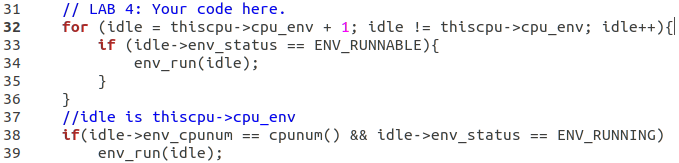 31 // LAB 4: Your code here.
32 for (idle = thiscpu->cpu_env + 1; idle != thiscpu->cpu_env; idle++){
33 if (idle->env_status == ENV_RUNNABLE){
34 env_run(idle);
35 }
36 }
37 //idle is thiscpu->cpu_env
38 if(idle->env_cpunum == cpunum() && idle->env_status == ENV_RUNNING)
39 env_run(idle);